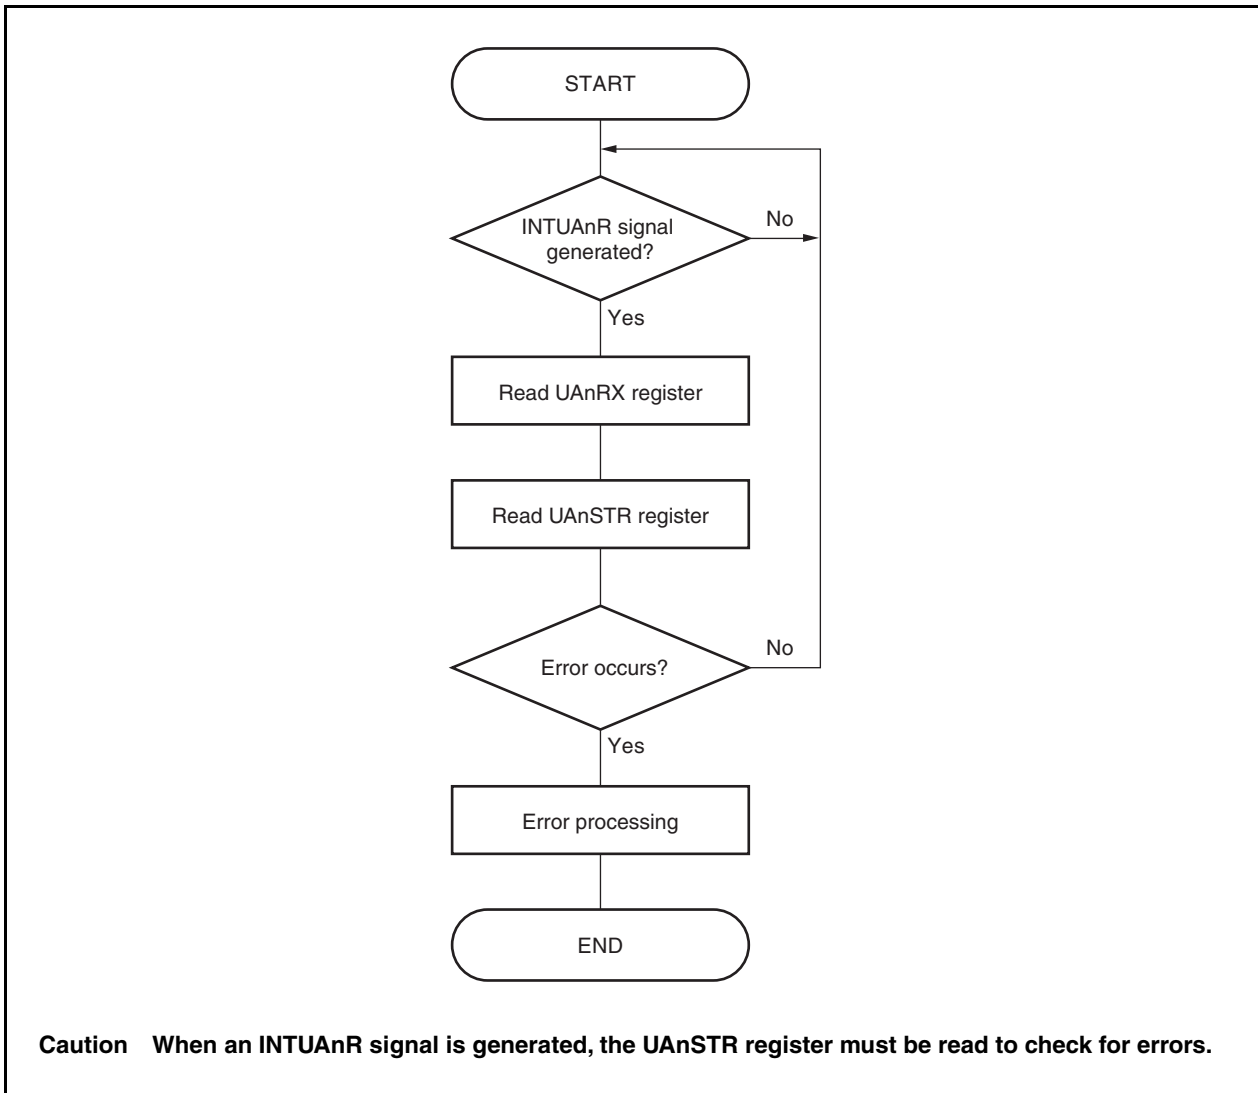 START
INTUAnR signal
generated?
No
Yes
Read UAnRX register
Read UAnSTR register
Error occurs?
No
Yes
Error processing
END
Caution When an INTUAnR signal is generated, the UAnSTR register must be read to check for errors.